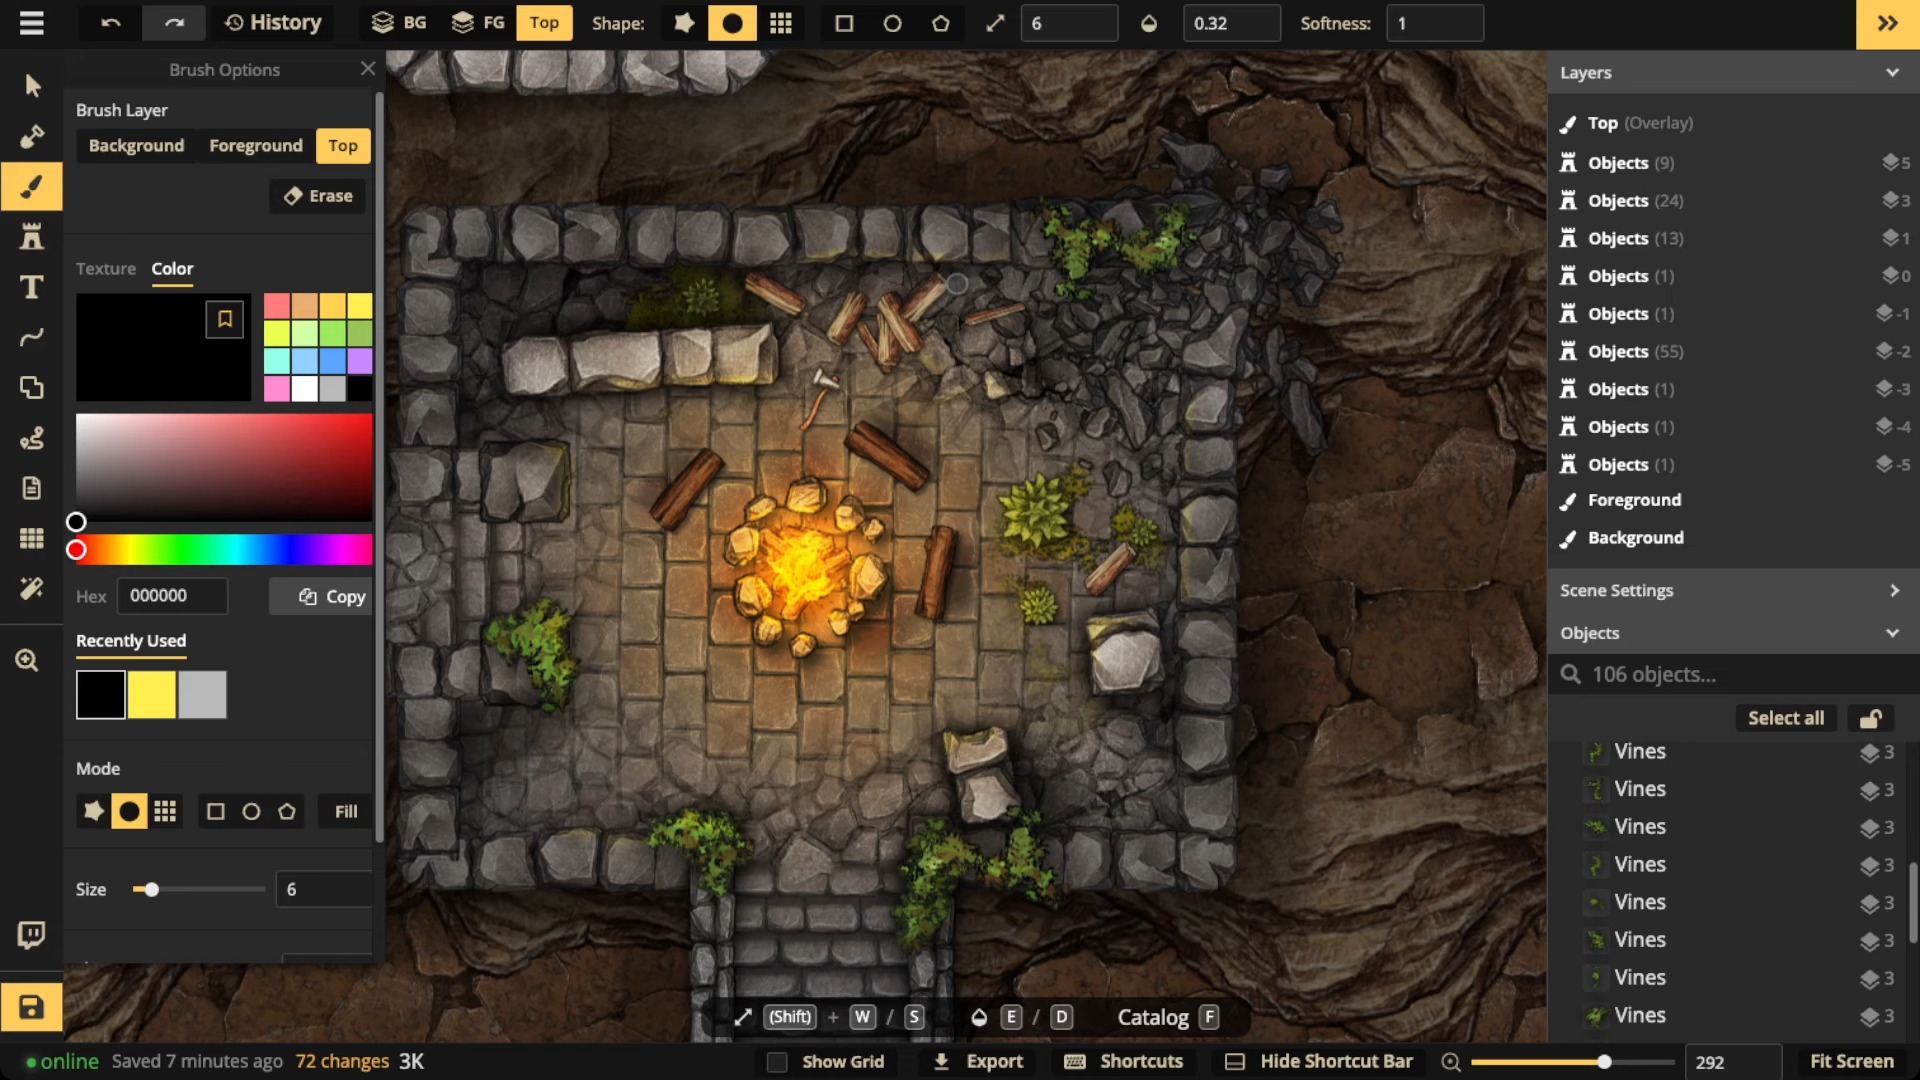 History
BG
FG
Top
Shape:
6
0.32
Softness:
1
Brush Options
Brush Layer
Background
Foreground
Top
Erase
Texture
Color
Hex
000000
Copy
Recently Used
Mode
Fill
Size
6
Layers
Top (Overlay)
Objects (9)
5
Objects (24)
3
Objects (13)
1
Objects (1)
0
Objects (1)
-1
Objects (55)
-2
Objects (1)
-3
Objects (1)
-4
Objects (1)
-5
Foreground
Background
Scene Settings
Objects
106 objects...
Select all
Vines
3
Vines
3
Vines
3
Vines
3
Vines
3
Vines
3
Vines
3
Vines
3
(Shift) + W / S
E / D
Catalog F
online
Saved 7 minutes ago
72 changes
3K
Show Grid
Export
Shortcuts
Hide Shortcut Bar
292
Fit Screen